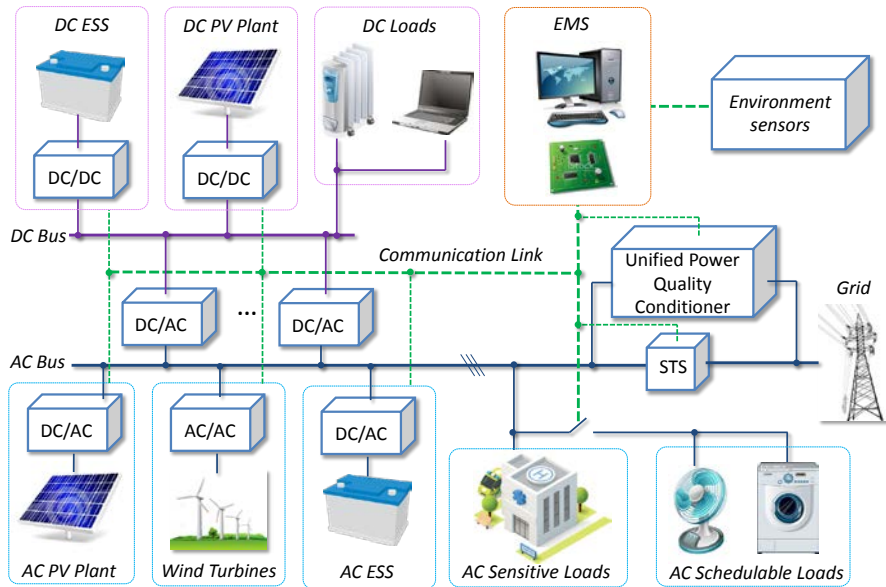 DC ESS
DC PV Plant
DC Loads
EMS
Environment
sensors
DC/DC
DC/DC
DC Bus
Communication Link
Unified Power
Quality
Conditioner
Grid
DC/AC
...
DC/AC
AC Bus
STS
DC/AC
AC/AC
DC/AC
H
AC PV Plant
Wind Turbines
AC ESS
AC Sensitive Loads
AC Schedulable Loads